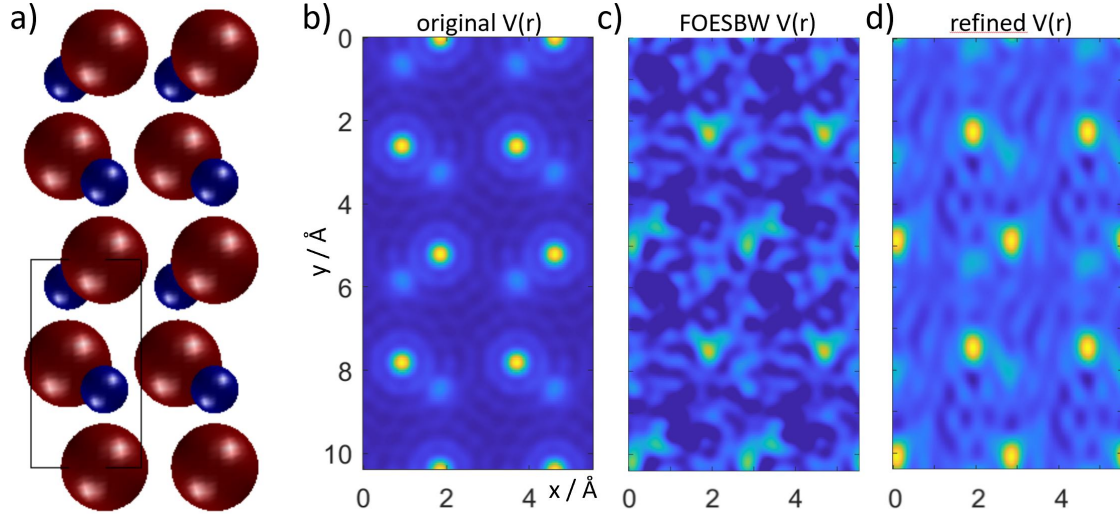 a)
b)
original V(r)
c)
FOESBW V(r)
d)
refined V(r)
0
2
4
6
8
10
y / Å
0
2
4
x / Å
0
2
4
0
2
4